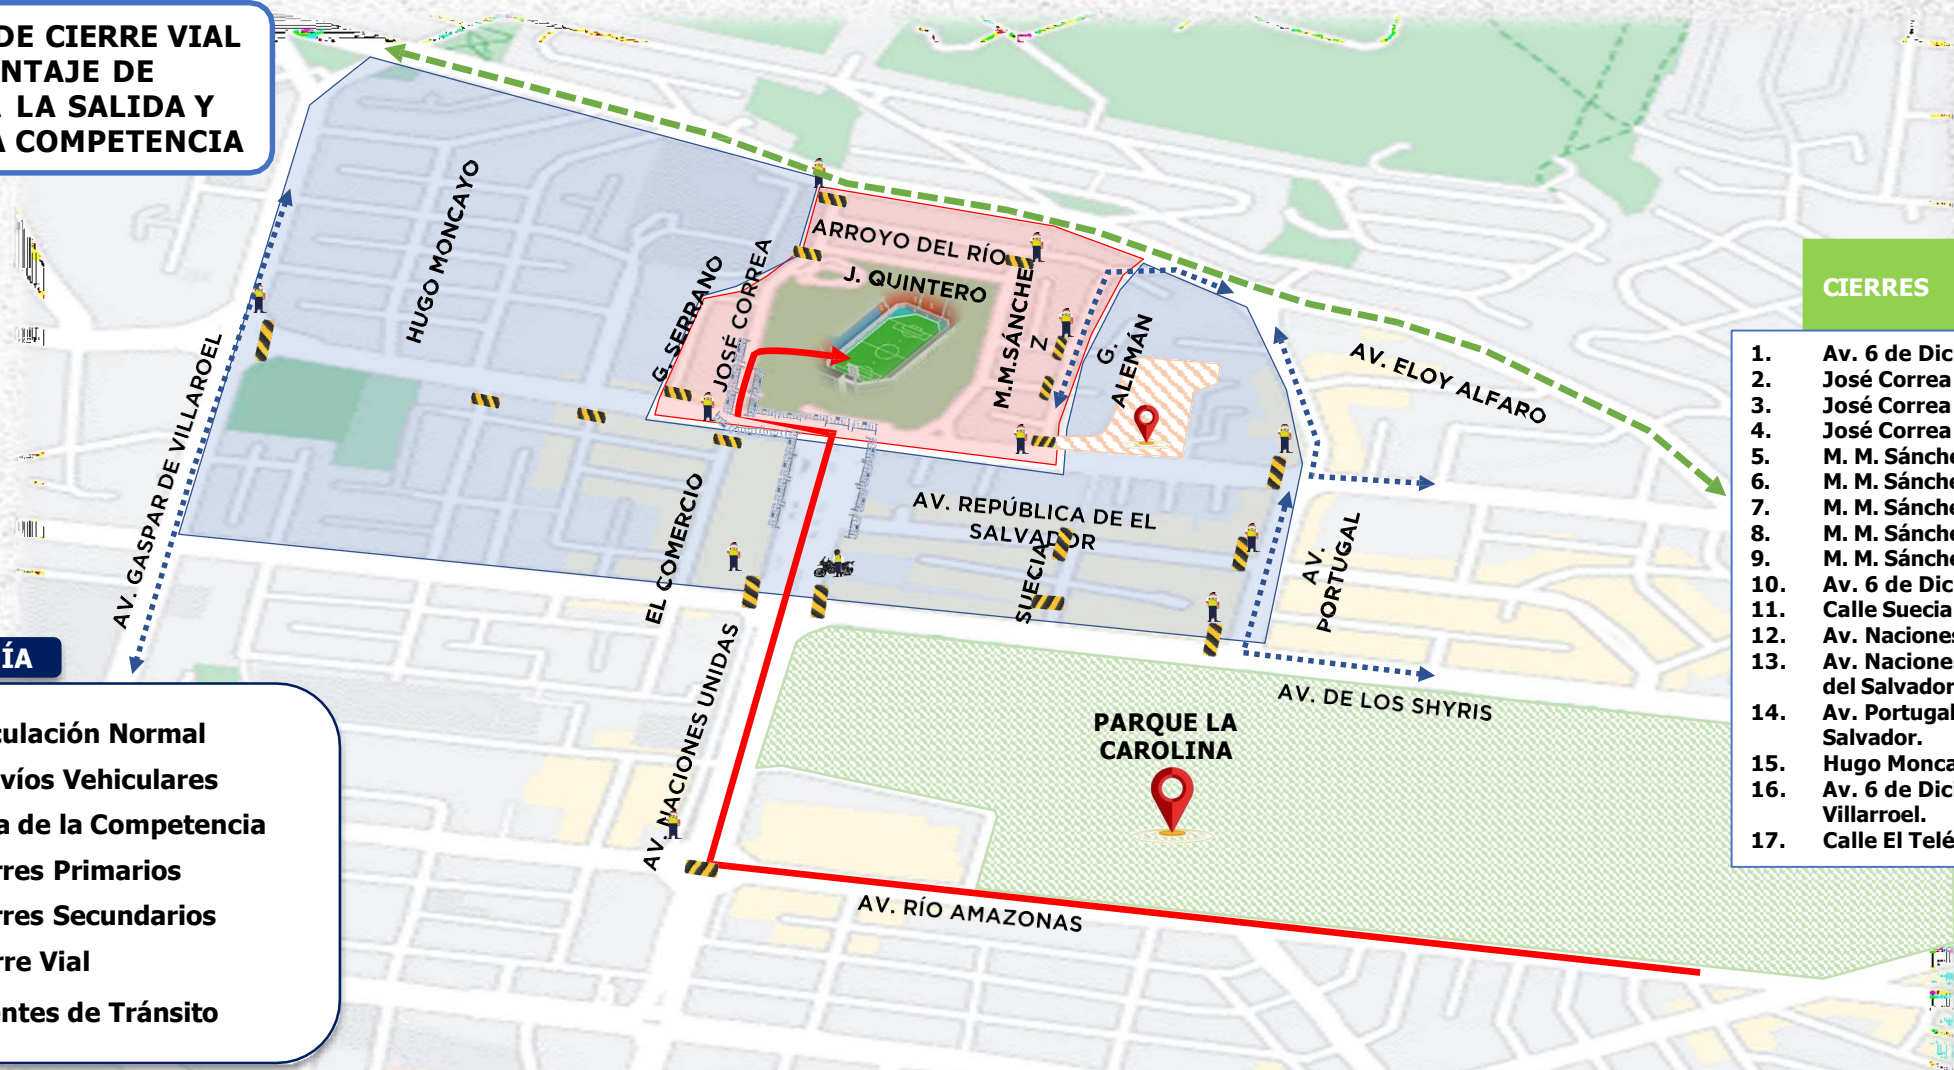 DE CIERRE VIAL
NTAJE DE
LA SALIDA Y
A COMPETENCIA
HUGO MONCAYO
AV. GASPAR DE VILLAROEL
G. SERRANO
JOSÉ CORREA
ARROYO DEL RÍO
J. QUINTERO
M.M.SÁNCHE
Z
G.
ALEMÁN
AV. ELOY ALFARO
EL COMERCIO
AV. REPÚBLICA DE EL
SALVADOR
SUECIA
AV.
PORTUGAL
AV. NACIONES UNIDAS
AV. DE LOS SHYRIS
PARQUE LA
CAROLINA
AV. RÍO AMAZONAS
ÍA
culación Normal
víos Vehiculares
a de la Competencia
rres Primarios
rres Secundarios
rre Vial
entes de Tránsito
CIERRES
1. Av. 6 de Dici
2. José Correa
3. José Correa
4. José Correa
5. M. M. Sánche
6. M. M. Sánche
7. M. M. Sánche
8. M. M. Sánche
9. M. M. Sánche
10. Av. 6 de Dici
11. Calle Suecia
12. Av. Naciones
13. Av. Nacione
del Salvador
14. Av. Portugal
Salvador.
15. Hugo Monca
16. Av. 6 de Dici
Villarroel.
17. Calle El Telé